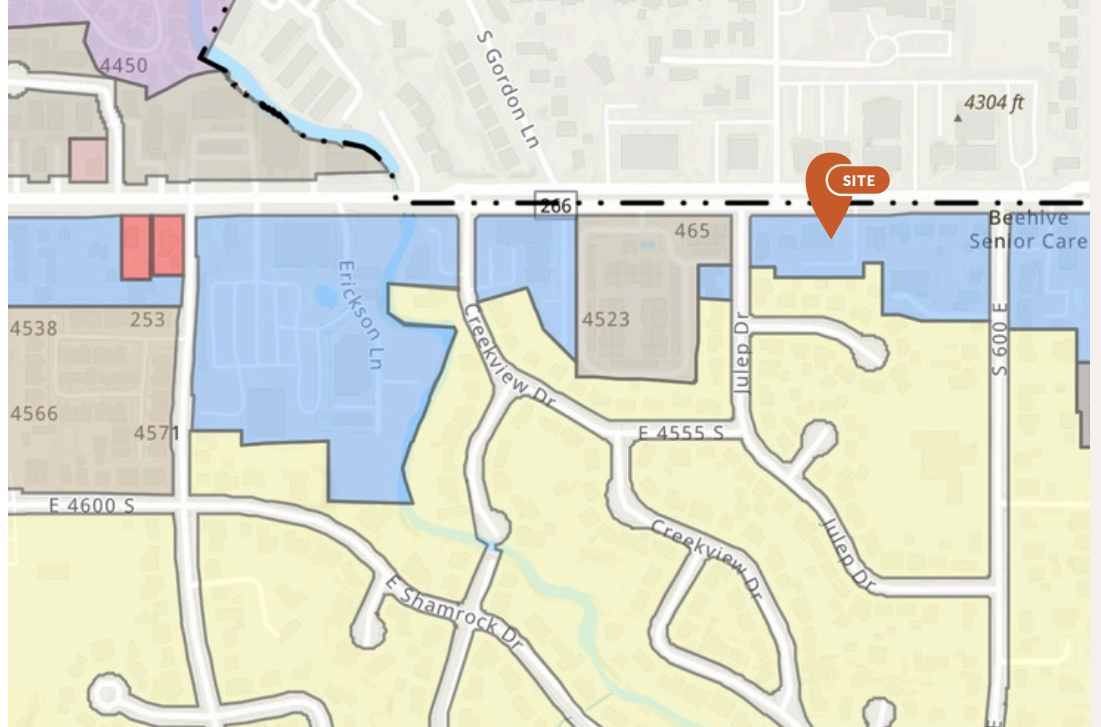 4450
S Gordon Ln
4304 ft
SITE
266
Beehive
Senior Care
465
Erickson Ln
4538
253
4523
Creekview Dr
Julep Dr
S 600 E
4566
4571
E 4555 S
E 4600 S
Creekview Dr
Julep Dr
E Shamrock Dr
E